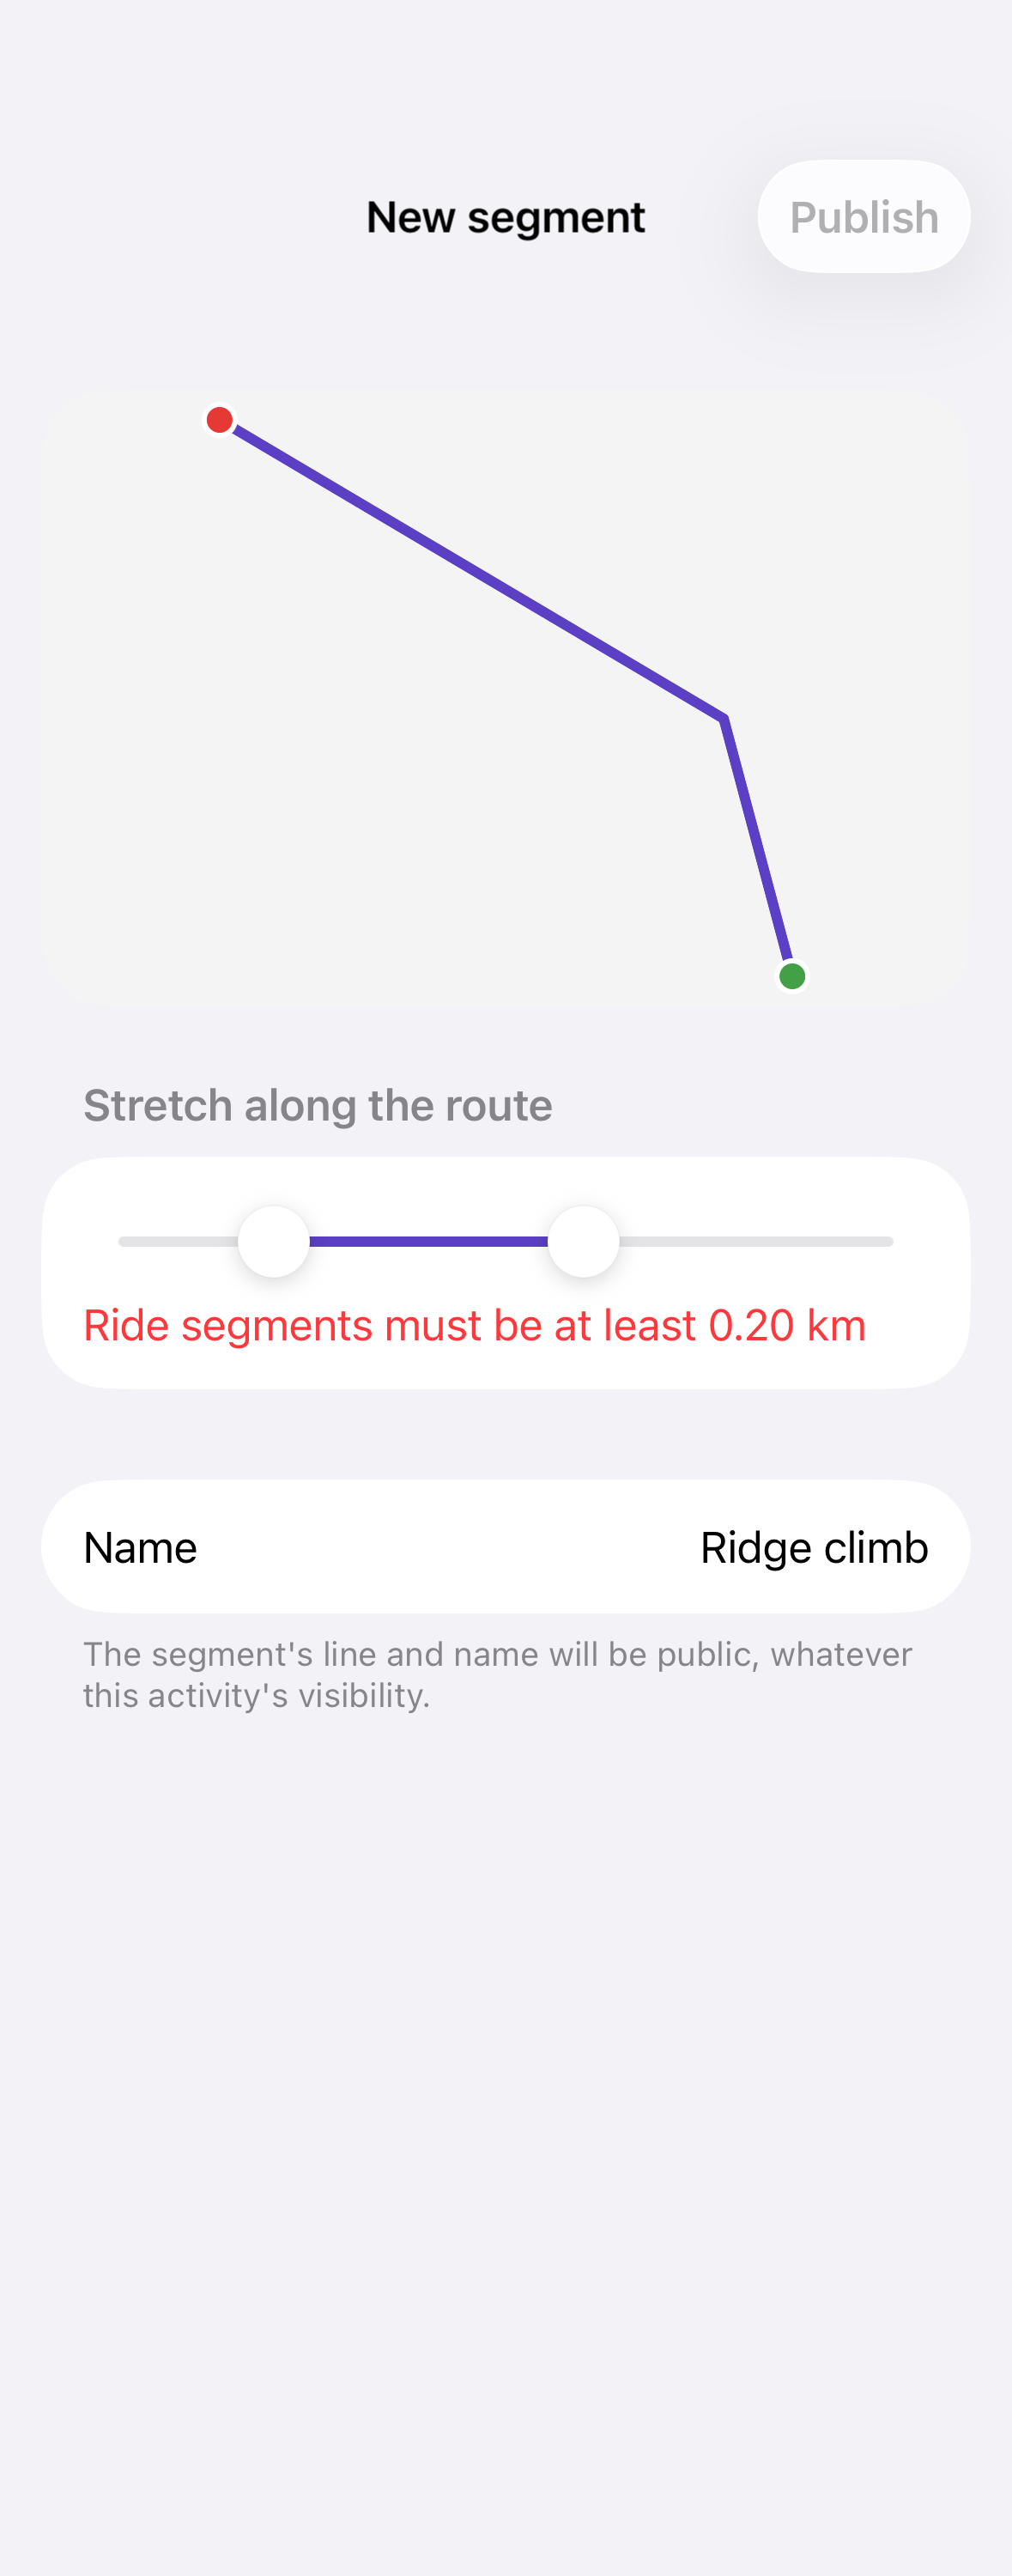 New segment
Publish
Stretch along the route
Ride segments must be at least 0.20 km
Name
Ridge climb
The segment's line and name will be public, whatever
this activity's visibility.